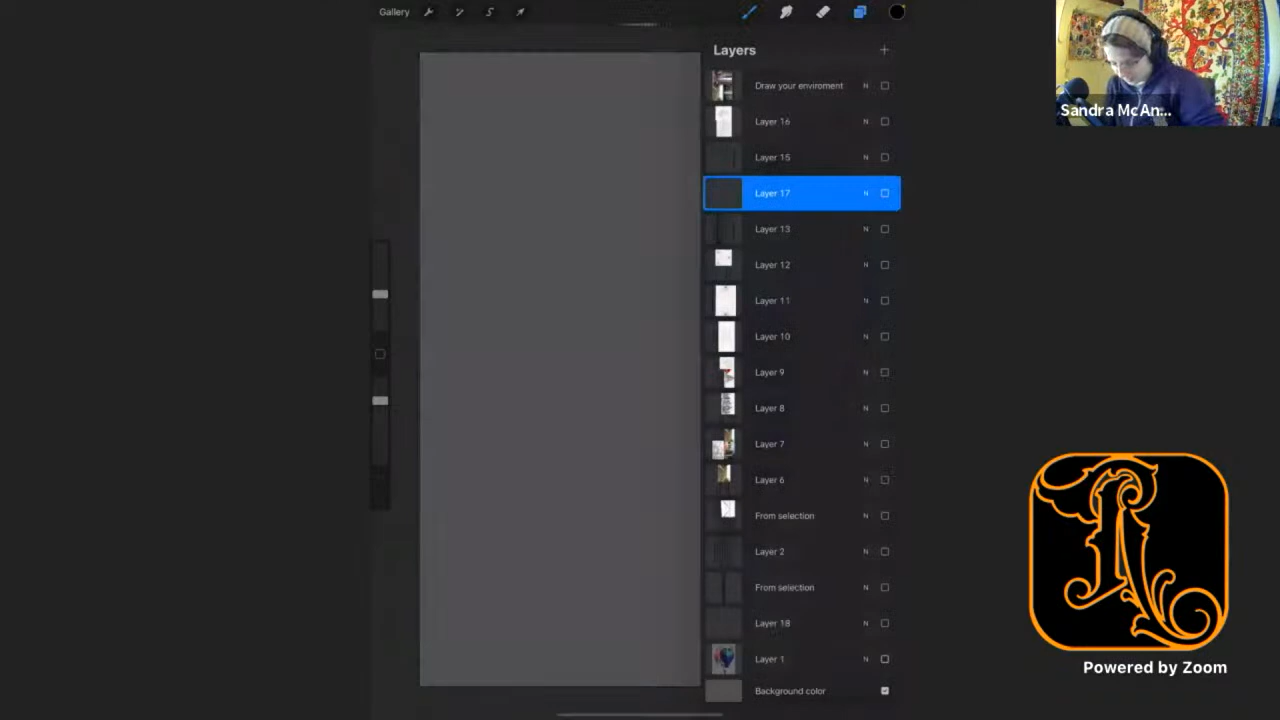 Gallery
Layers
Draw your enviroment N
Layer 16 N
Layer 15 N
Layer 17 N
Layer 13 N
Layer 12 N
Layer 11 N
Layer 10 N
Layer 9 N
Layer 8 N
Layer 7 N
Layer 6 N
From selection N
Layer 2 N
From selection N
Layer 18 N
Layer 1 N
Background color
Sandra McAn...
Powered by Zoom